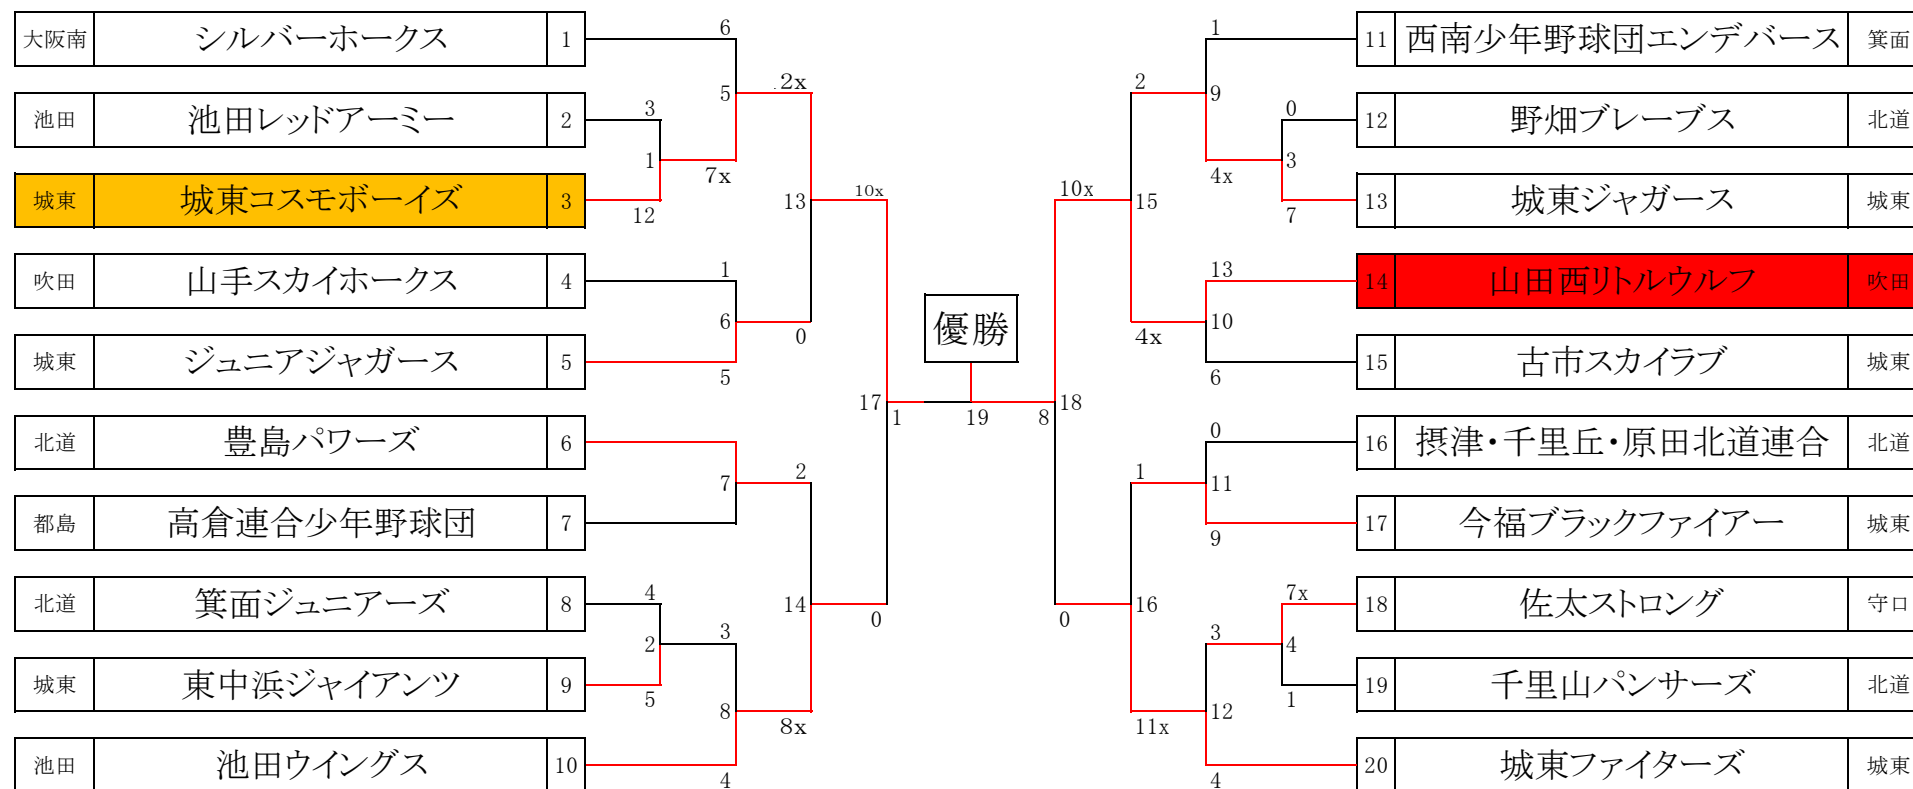 大阪南 シルバーホークス 1
池田 池田レッドアーミー 2
城東 城東コスモボーイズ 3
吹田 山手スカイホークス 4
城東 ジュニアジャガース 5
北道 豊島パワーズ 6
都島 高倉連合少年野球団 7
北道 箕面ジュニアーズ 8
城東 東中浜ジャイアンツ 9
池田 池田ウイングス 10
6
3
1
12
5
7x
2x
1
6
5
0
13
10x
7
2
4
2
5
3
8
4
8x
14
0
17
1
優勝
19
8
18
10x
0
2
15
4x
1
9
4x
0
3
7
13
10
6
1
16
11x
0
11
9
3
12
4
7x
4
1
11 西南少年野球団エンデバース 箕面
12 野畑ブレーブス 北道
13 城東ジャガース 城東
14 山田西リトルウルフ 吹田
15 古市スカイラブ 城東
16 摂津・千里丘・原田北道連合 北道
17 今福ブラックファイアー 城東
18 佐太ストロング 守口
19 千里山パンサーズ 北道
20 城東ファイターズ 城東